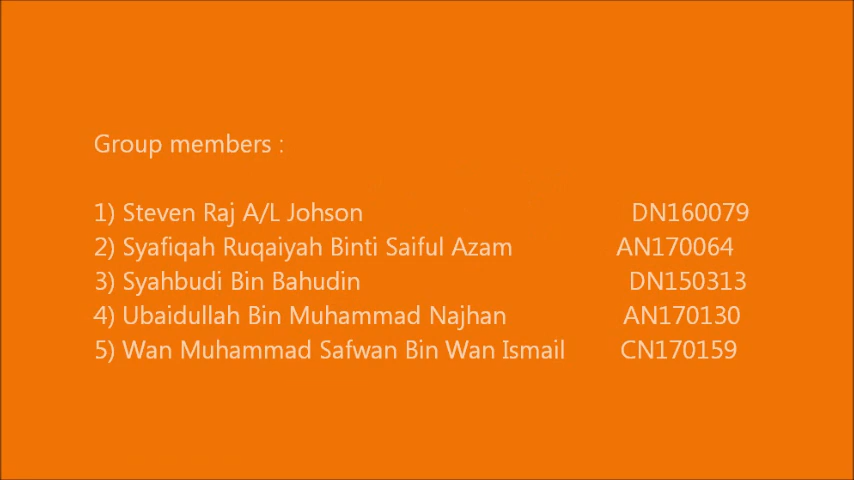 Group members :
1) Steven Raj A/L Johson DN160079
2) Syafiqah Ruqaiyah Binti Saiful Azam AN170064
3) Syahbudi Bin Bahudin DN150313
4) Ubaidullah Bin Muhammad Najhan AN170130
5) Wan Muhammad Safwan Bin Wan Ismail CN170159